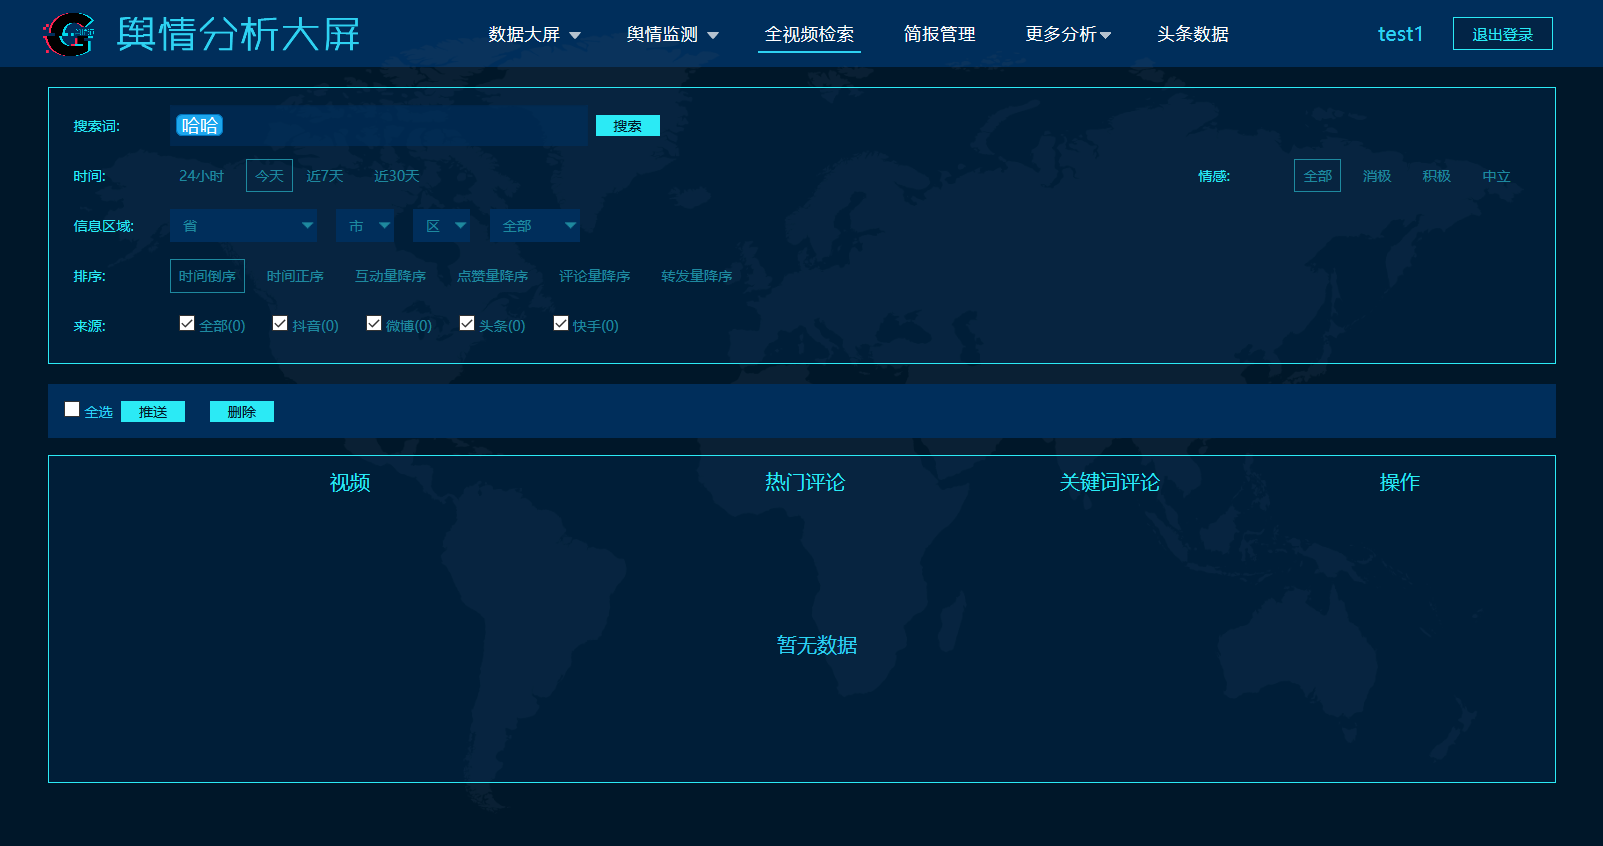 舆情分析大屏 数据大屏 舆情监测 全视频检索 简报管理 更多分析 头条数据 test1 退出登录
搜索词: 哈哈 搜索
时间: 24小时 今天 近7天 近30天 情感: 全部 消极 积极 中立
信息区域: 省 市 区 全部
排序: 时间倒序 时间正序 互动量降序 点赞量降序 评论量降序 转发量降序
来源: 全部(0) 抖音(0) 微博(0) 头条(0) 快手(0)
全选 推送 删除
视频 热门评论 关键词评论 操作
暂无数据